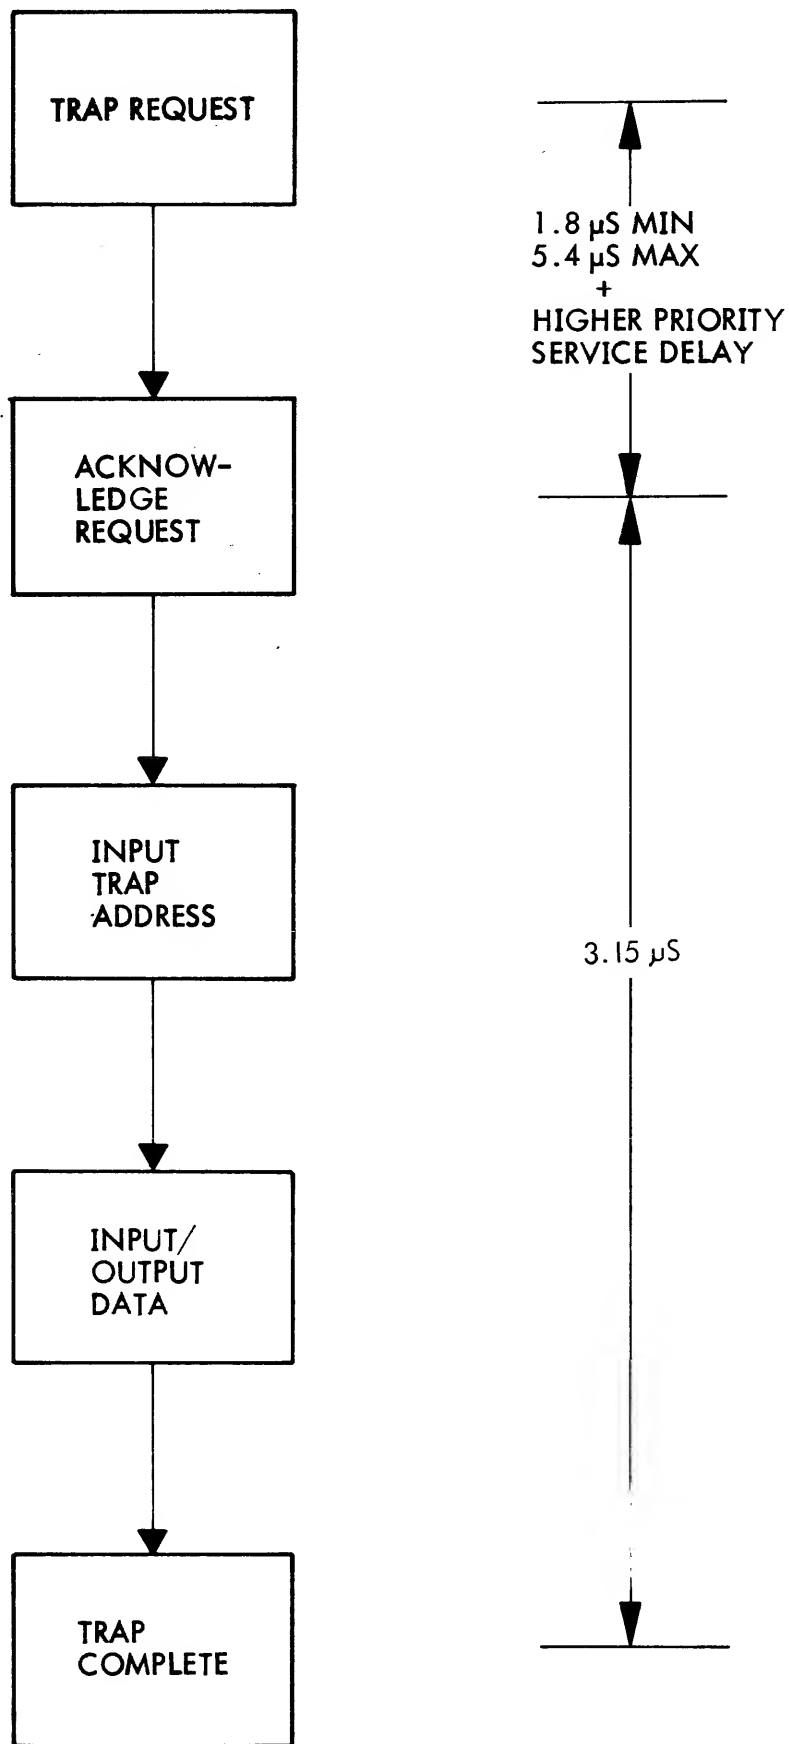 TRAP REQUEST
1.8 µS MIN
5.4 µS MAX
+
HIGHER PRIORITY
SERVICE DELAY
ACKNOW-
LEDGE
REQUEST
INPUT
TRAP
ADDRESS
3.15 µS
INPUT/
OUTPUT
DATA
TRAP
COMPLETE